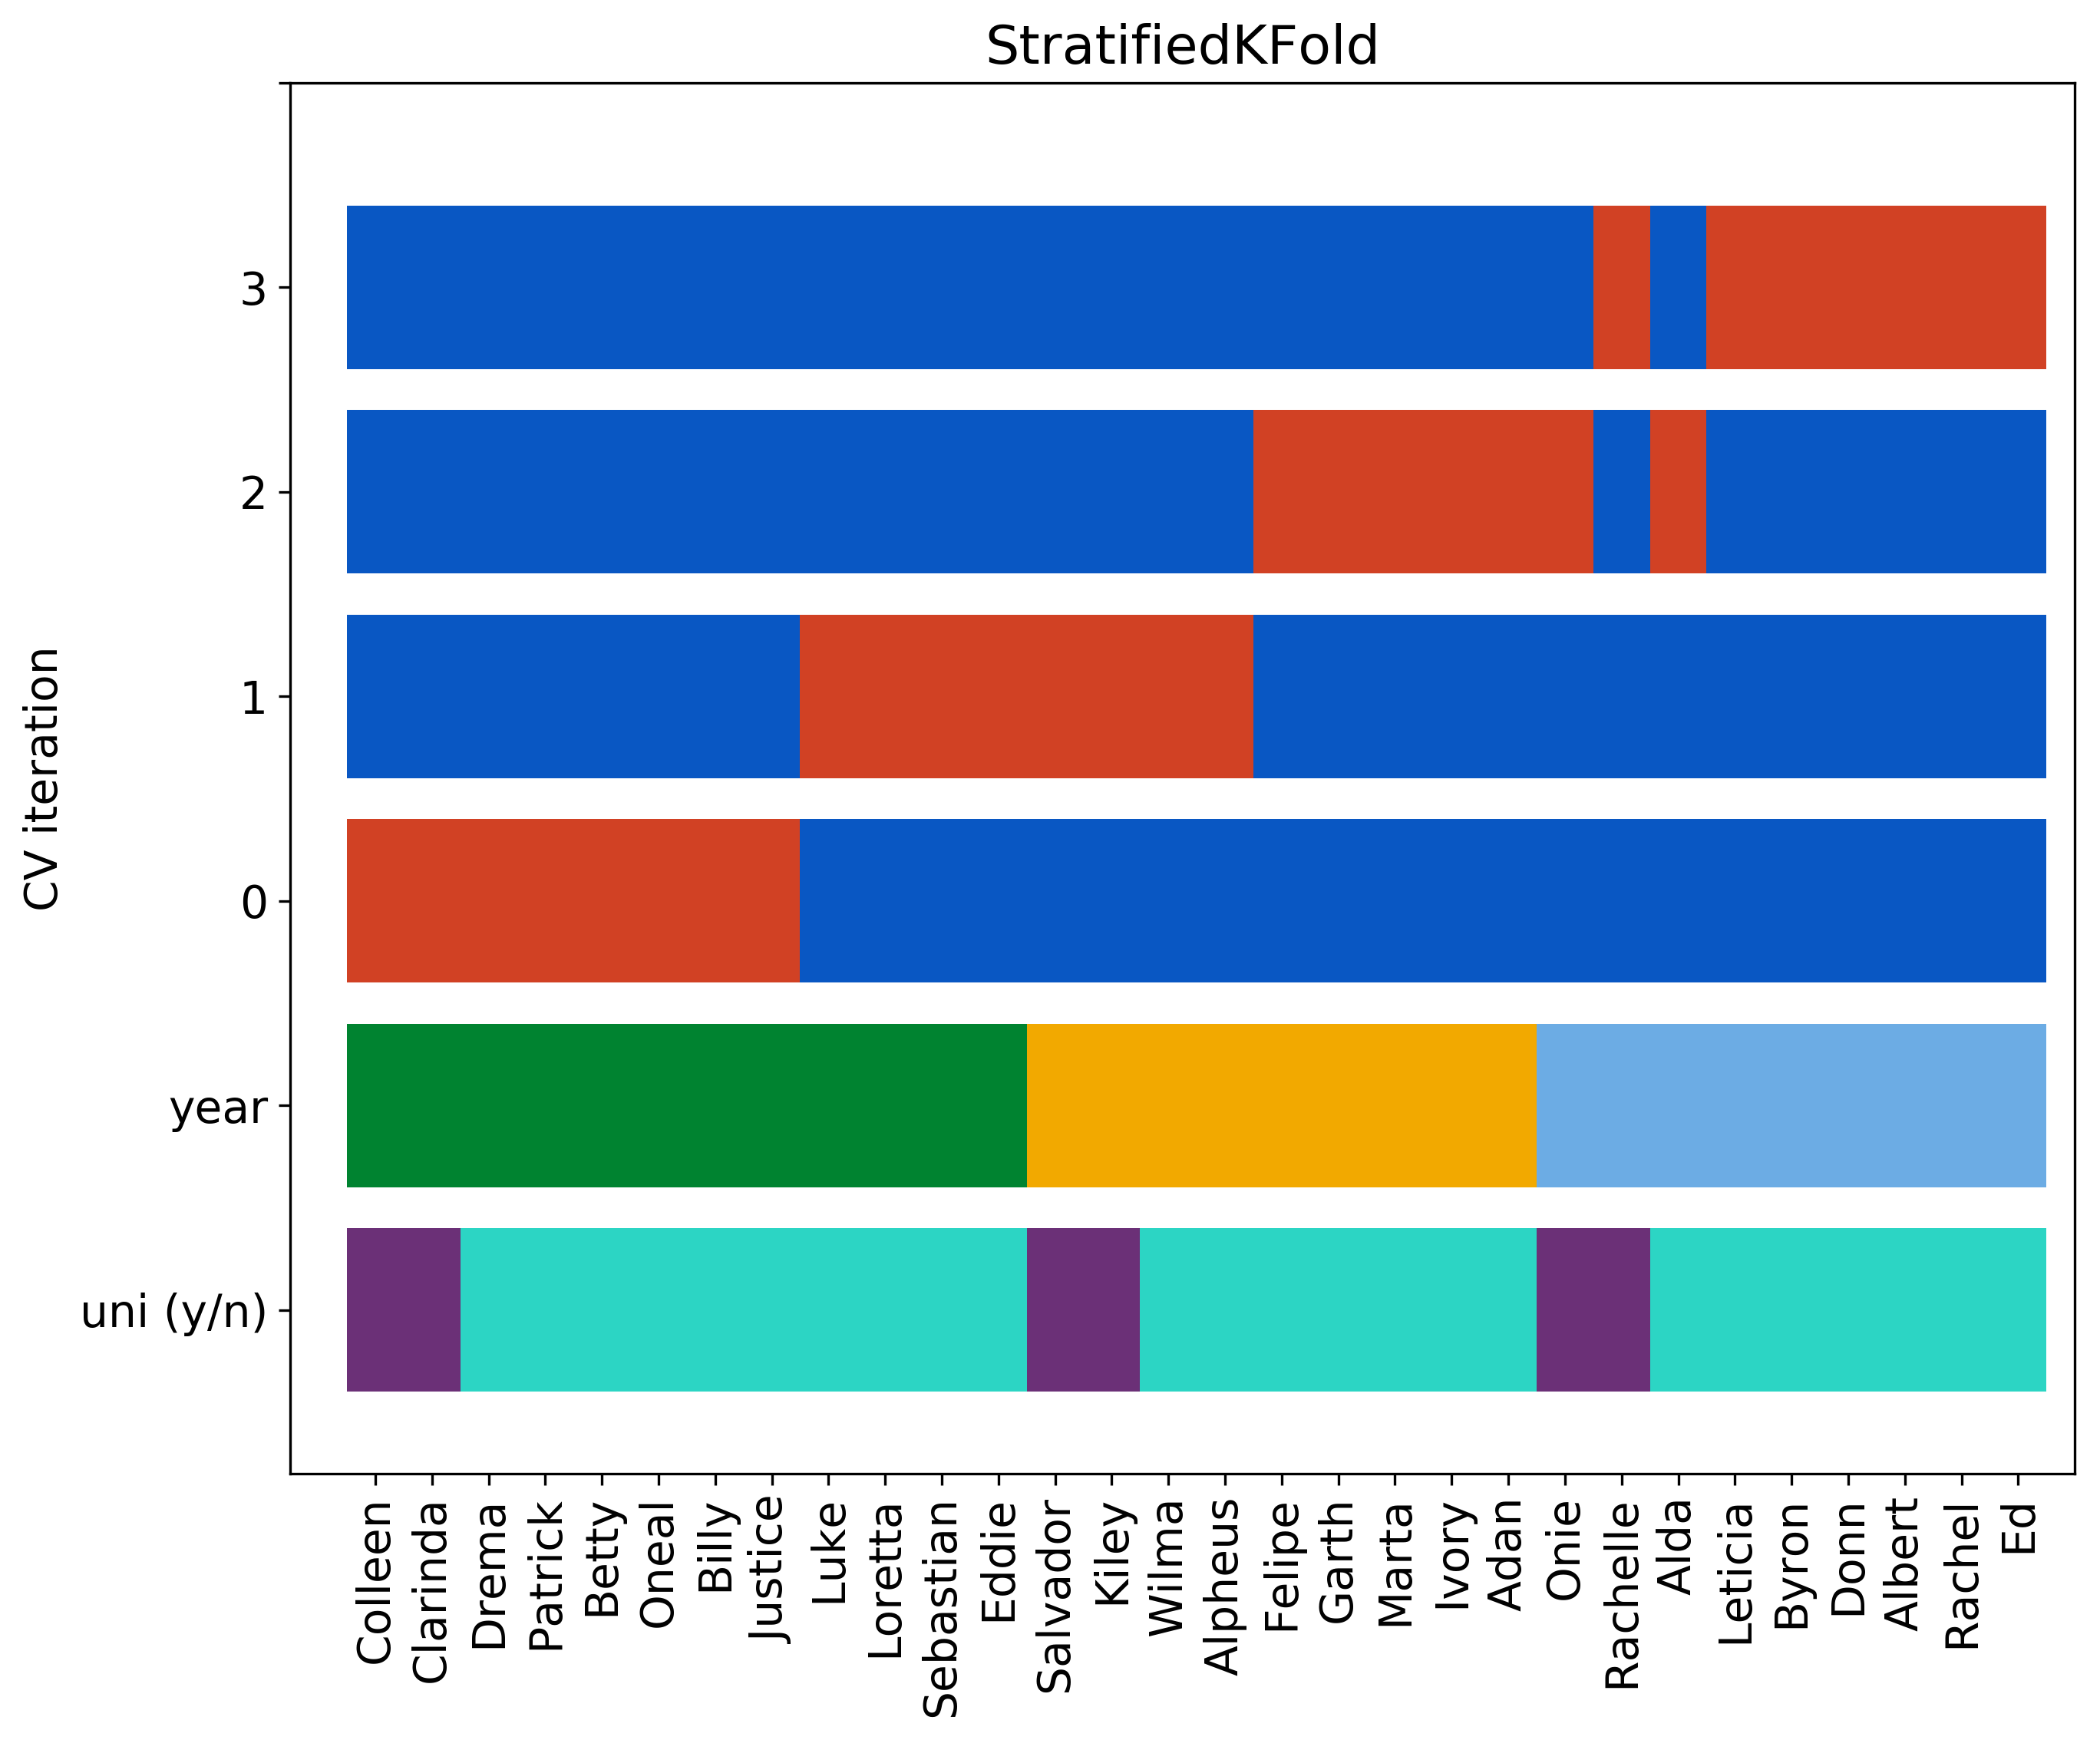 StratifiedKFold
CV iteration
3
2
1
0
year
uni (y/n)
Colleen
Clarinda
Drema
Patrick
Betty
Oneal
Billy
Justice
Luke
Loretta
Sebastian
Eddie
Salvador
Killey
Wilma
Alpheus
Felipe
Garth
Marta
Ivory
Adan
Onie
Rachelle
Alda
Leticia
Byron
Donn
Albert
Rachel
Ed